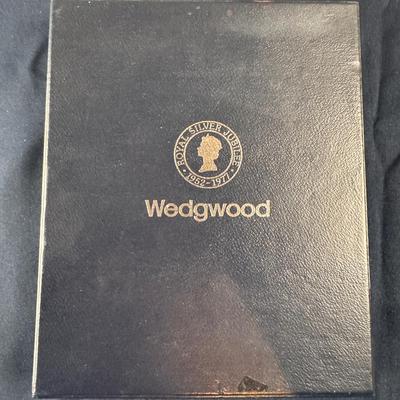 ROYAL SILVER JUBILEE
• 1952-1977 •
Wedgwood